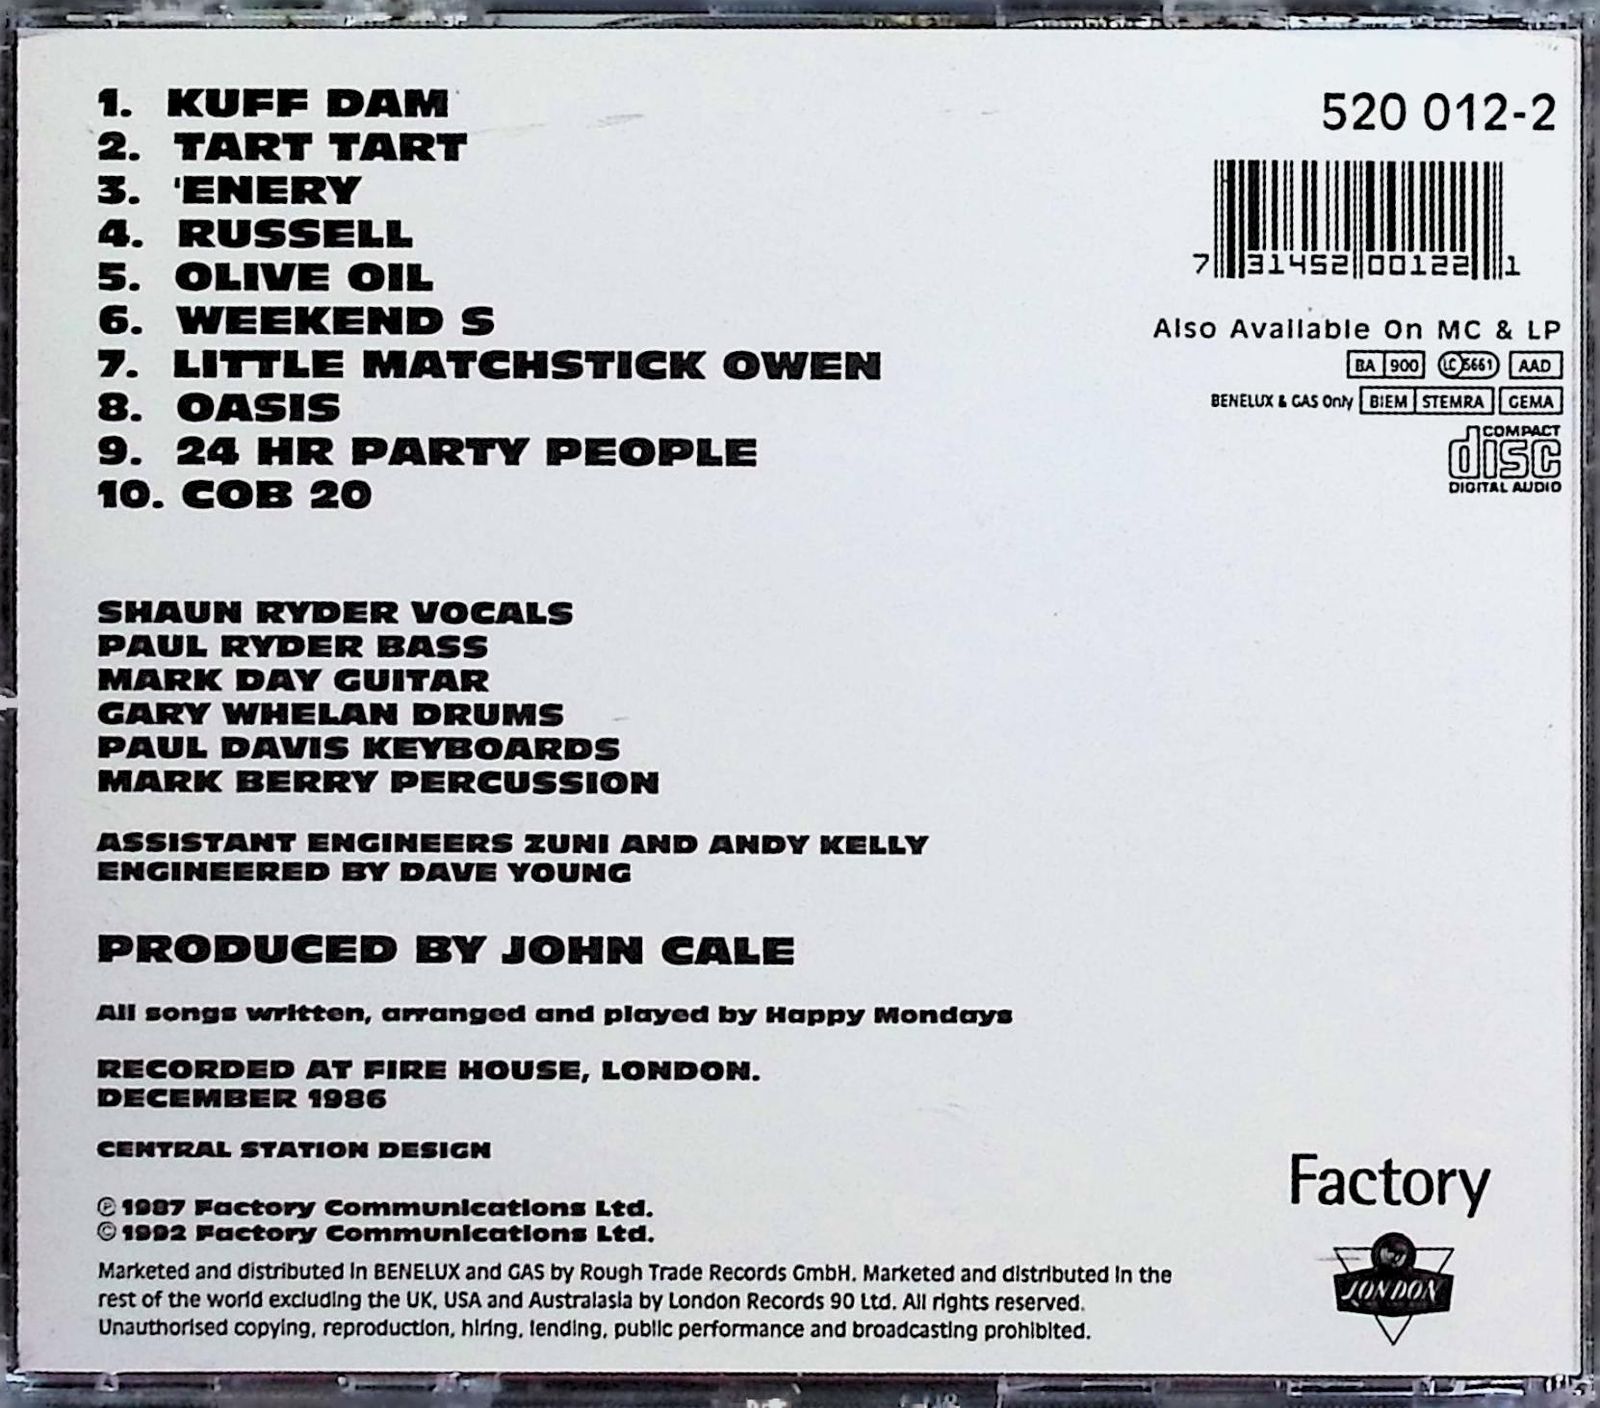 1. KUFF DAM
2. TART TART
3. 'ENERY
4. RUSSELL
5. OLIVE OIL
6. WEEKEND S
7. LITTLE MATCHSTICK OWEN
8. OASIS
9. 24 HR PARTY PEOPLE
10. COB 20
520 012-2
7 31452 00122 1
Also Available On MC & LP
BA 900 LC 5661 AAD
BENELUX & GAS Only BIEM STEMRA GEMA
COMPACT
disc
DIGITAL AUDIO
SHAUN RYDER VOCALS
PAUL RYDER BASS
MARK DAY GUITAR
GARY WHELAN DRUMS
PAUL DAVIS KEYBOARDS
MARK BERRY PERCUSSION
ASSISTANT ENGINEERS ZUNI AND ANDY KELLY
ENGINEERED BY DAVE YOUNG
PRODUCED BY JOHN CALE
All songs written, arranged and played by Happy Mondays
RECORDED AT FIRE HOUSE, LONDON.
DECEMBER 1986
CENTRAL STATION DESIGN
℗ 1987 Factory Communications Ltd.
© 1992 Factory Communications Ltd.
Marketed and distributed in BENELUX and GAS by Rough Trade Records GmbH. Marketed and distributed in the
rest of the world excluding the UK, USA and Australasia by London Records 90 Ltd. All rights reserved.
Unauthorised copying, reproduction, hiring, lending, public performance and broadcasting prohibited.
Factory
LONDON